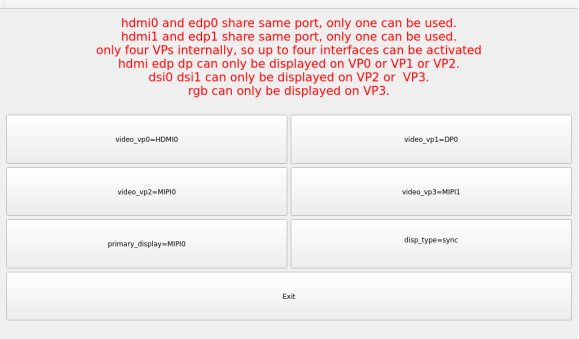 hdmi0 and edp0 share same port, only one can be used.
hdmi1 and edp1 share same port, only one can be used.
only four VPs internally, so up to four interfaces can be activated
hdmi edp dp can only be displayed on VP0 or VP1 or VP2.
dsi0 dsi1 can only be displayed on VP2 or  VP3.
rgb can only be displayed on VP3.
video_vp0=HDMI0
video_vp1=DP0
video_vp2=MIPI0
video_vp3=MIPI1
primary_display=MIPI0
disp_type=sync
Exit